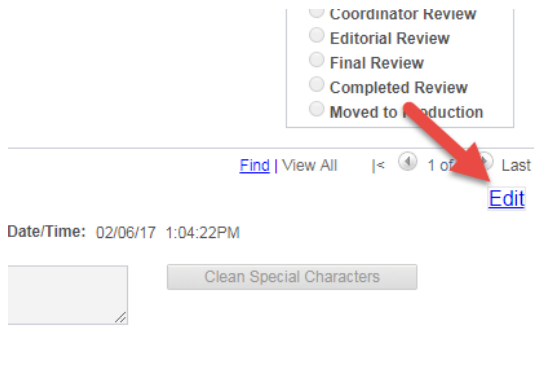 Coordinator Review
Editorial Review
Final Review
Completed Review
Moved to Production
Find | View All |< 1 of Last
Edit
Date/Time: 02/06/17 1:04:22PM
Clean Special Characters